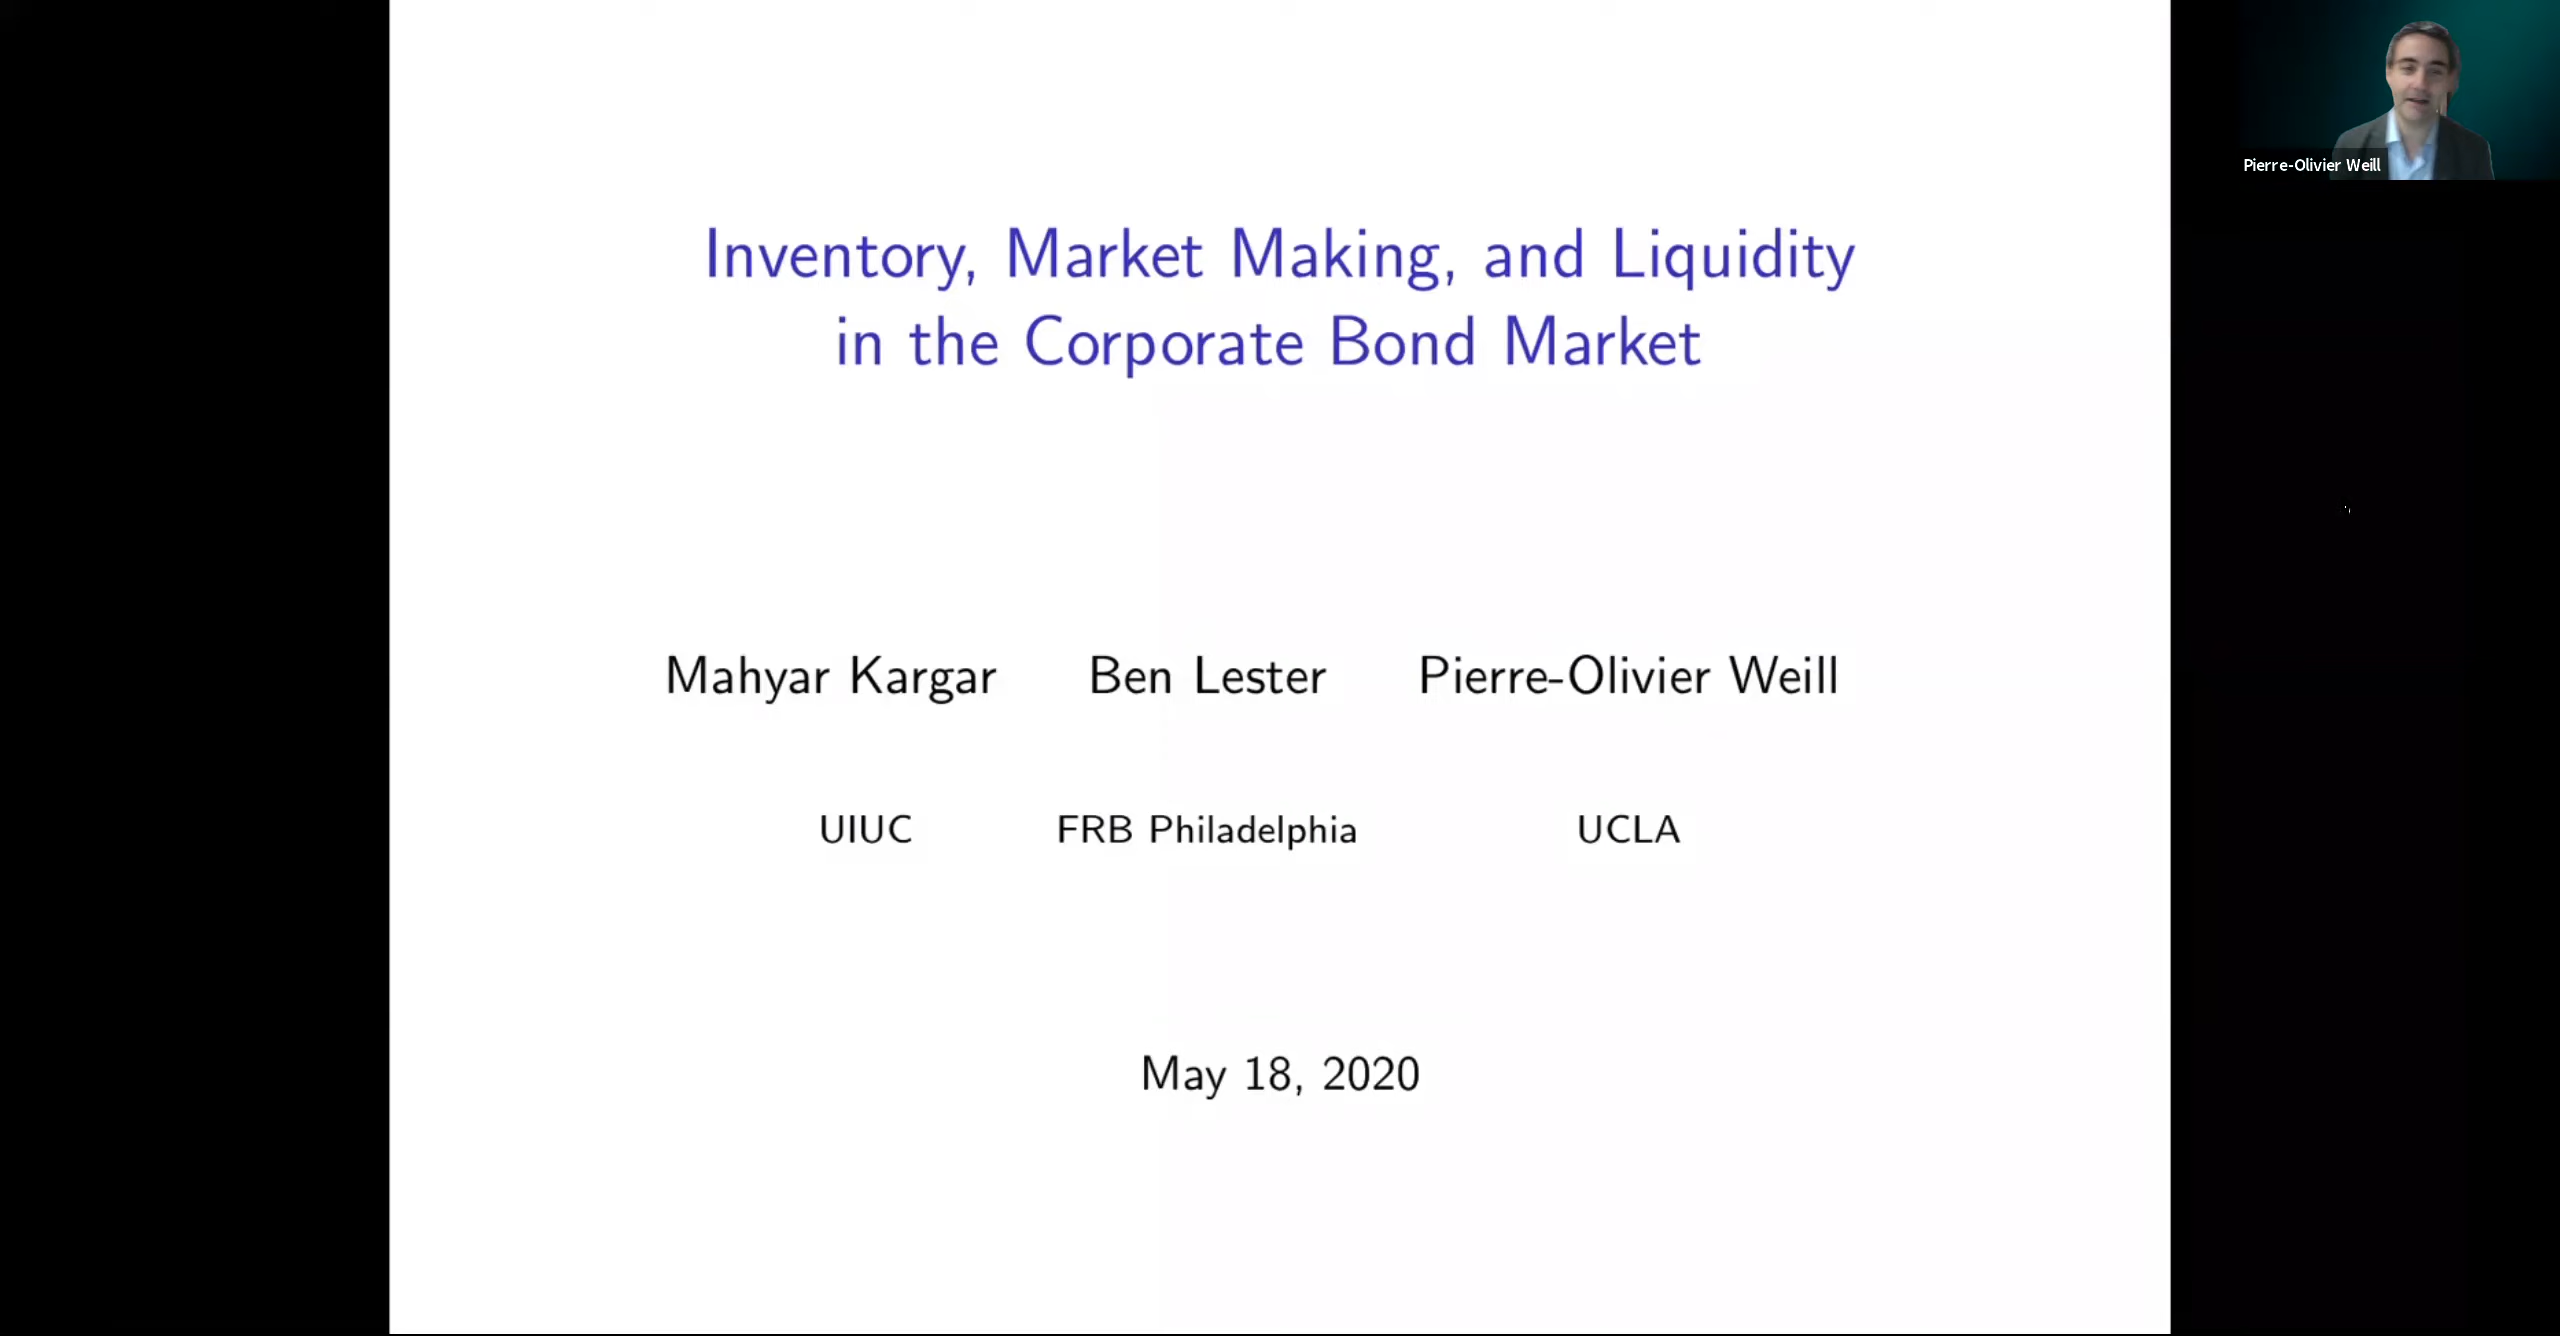 Pierre-Olivier Weill
Inventory, Market Making, and Liquidity
in the Corporate Bond Market
Mahyar Kargar Ben Lester Pierre-Olivier Weill
UIUC FRB Philadelphia UCLA
May 18, 2020